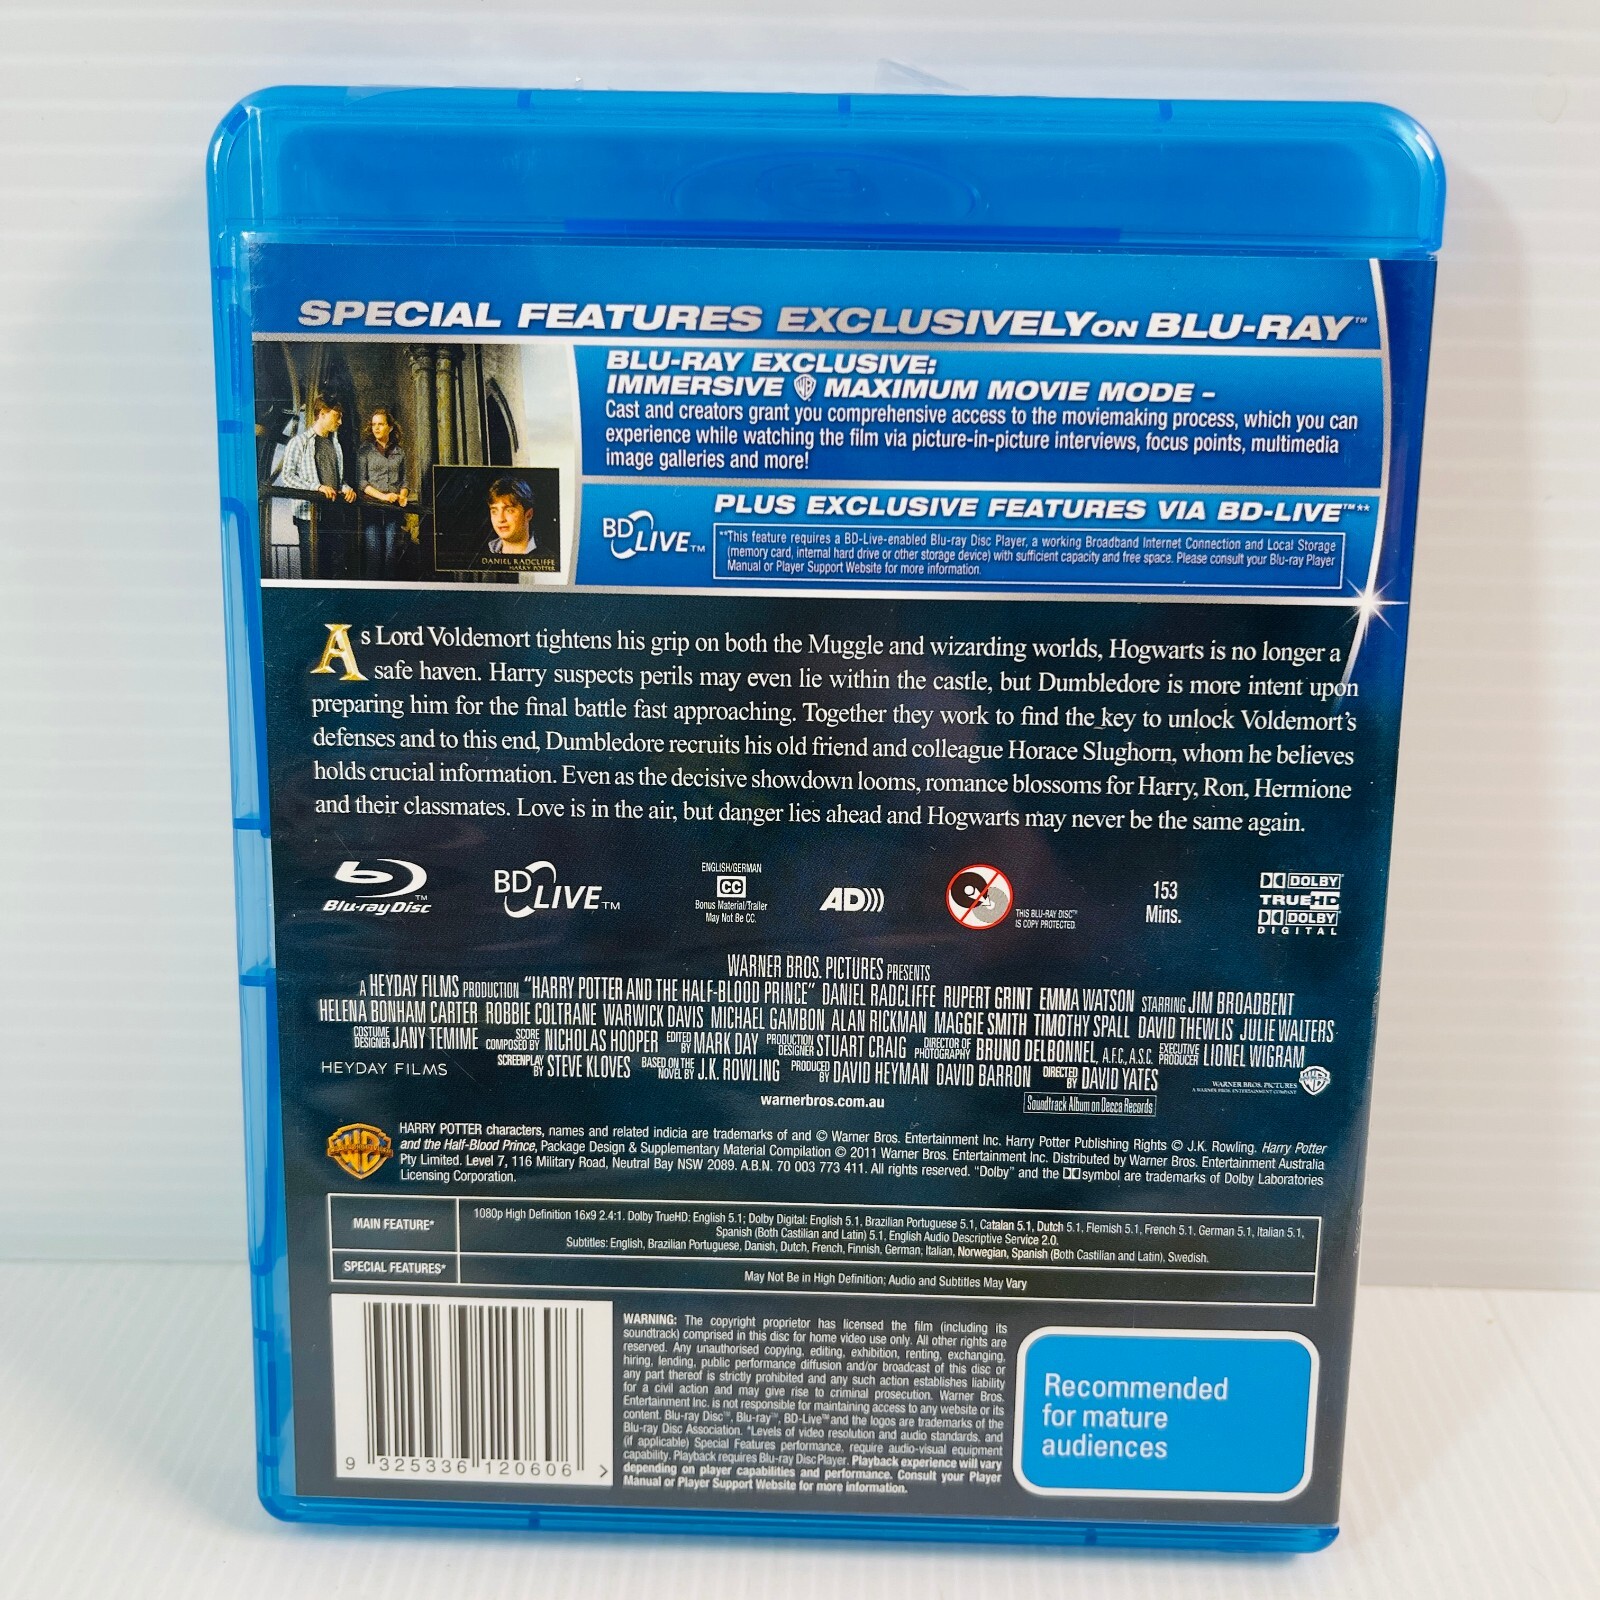 SPECIAL FEATURES EXCLUSIVELY ON BLU-RAY™
BLU-RAY EXCLUSIVE:
IMMERSIVE WB MAXIMUM MOVIE MODE –
Cast and creators grant you comprehensive access to the moviemaking process, which you can
experience while watching the film via picture-in-picture interviews, focus points, multimedia
image galleries and more!
DANIEL RADCLIFFE
HARRY POTTER
PLUS EXCLUSIVE FEATURES VIA BD-LIVE™**
BD LIVE™
**This feature requires a BD-Live-enabled Blu-ray Disc Player, a working Broadband Internet Connection and Local Storage
(memory card, internal hard drive or other storage device) with sufficient capacity and free space. Please consult your Blu-ray Player
Manual or Player Support Website for more information.
As Lord Voldemort tightens his grip on both the Muggle and wizarding worlds, Hogwarts is no longer a
safe haven. Harry suspects perils may even lie within the castle, but Dumbledore is more intent upon
preparing him for the final battle fast approaching. Together they work to find the key to unlock Voldemort's
defenses and to this end, Dumbledore recruits his old friend and colleague Horace Slughorn, whom he believes
holds crucial information. Even as the decisive showdown looms, romance blossoms for Harry, Ron, Hermione
and their classmates. Love is in the air, but danger lies ahead and Hogwarts may never be the same again.
Blu-ray Disc™
BD LIVE™
ENGLISH/GERMAN
CC
Bonus Material/Trailer
May Not Be CC.
AD)))
THIS BLU-RAY DISC™
IS COPY PROTECTED.
153
Mins.
DOLBY
TRUEHD
DOLBY
DIGITAL
WARNER BROS. PICTURES PRESENTS
A HEYDAY FILMS PRODUCTION "HARRY POTTER AND THE HALF-BLOOD PRINCE" DANIEL RADCLIFFE RUPERT GRINT EMMA WATSON STARRING JIM BROADBENT
HELENA BONHAM CARTER ROBBIE COLTRANE WARWICK DAVIS MICHAEL GAMBON ALAN RICKMAN MAGGIE SMITH TIMOTHY SPALL DAVID THEWLIS JULIE WALTERS
COSTUME DESIGNER JANY TEMIME SCORE COMPOSED BY NICHOLAS HOOPER EDITED BY MARK DAY PRODUCTION DESIGNER STUART CRAIG DIRECTOR OF PHOTOGRAPHY BRUNO DELBONNEL, A.F.C., A.S.C. EXECUTIVE PRODUCER LIONEL WIGRAM
HEYDAY FILMS SCREENPLAY BY STEVE KLOVES BASED ON THE NOVEL BY J.K. ROWLING PRODUCED BY DAVID HEYMAN DAVID BARRON DIRECTED BY DAVID YATES
WARNER BROS. PICTURES
A WARNER BROS. ENTERTAINMENT COMPANY
WB
warnerbros.com.au
Soundtrack Album on Decca Records
WB
HARRY POTTER characters, names and related indicia are trademarks of and © Warner Bros. Entertainment Inc. Harry Potter Publishing Rights © J.K. Rowling. Harry Potter
and the Half-Blood Prince, Package Design & Supplementary Material Compilation © 2011 Warner Bros. Entertainment Inc. Distributed by Warner Bros. Entertainment Australia
Pty Limited. Level 7, 116 Military Road, Neutral Bay NSW 2089. A.B.N. 70 003 773 411. All rights reserved. "Dolby" and the DD symbol are trademarks of Dolby Laboratories
Licensing Corporation.
MAIN FEATURE*
1080p High Definition 16x9 2.4:1. Dolby TrueHD: English 5.1; Dolby Digital: English 5.1, Brazilian Portuguese 5.1, Catalan 5.1, Dutch 5.1, Flemish 5.1, French 5.1, German 5.1, Italian 5.1,
Spanish (Both Castilian and Latin) 5.1, English Audio Descriptive Service 2.0.
Subtitles: English, Brazilian Portuguese, Danish, Dutch, French, Finnish, German, Italian, Norwegian, Spanish (Both Castilian and Latin), Swedish.
SPECIAL FEATURES*
May Not Be in High Definition; Audio and Subtitles May Vary
9 325336 120606 >
WARNING: The copyright proprietor has licensed the film (including its
soundtrack) comprised in this disc for home video use only. All other rights are
reserved. Any unauthorised copying, editing, exhibition, renting, exchanging,
hiring, lending, public performance diffusion and/or broadcast of this disc or
any part thereof is strictly prohibited and any such action establishes liability
for a civil action and may give rise to criminal prosecution. Warner Bros.
Entertainment Inc. is not responsible for maintaining access to any website or its
content. Blu-ray Disc™, Blu-ray™, BD-Live™ and the logos are trademarks of the
Blu-ray Disc Association. *Levels of video resolution and audio standards, and
(if applicable) Special Features performance, require audio-visual equipment
capability. Playback requires Blu-ray Disc Player. Playback experience will vary
depending on player capabilities and performance. Consult your Player
Manual or Player Support Website for more information.
Recommended
for mature
audiences